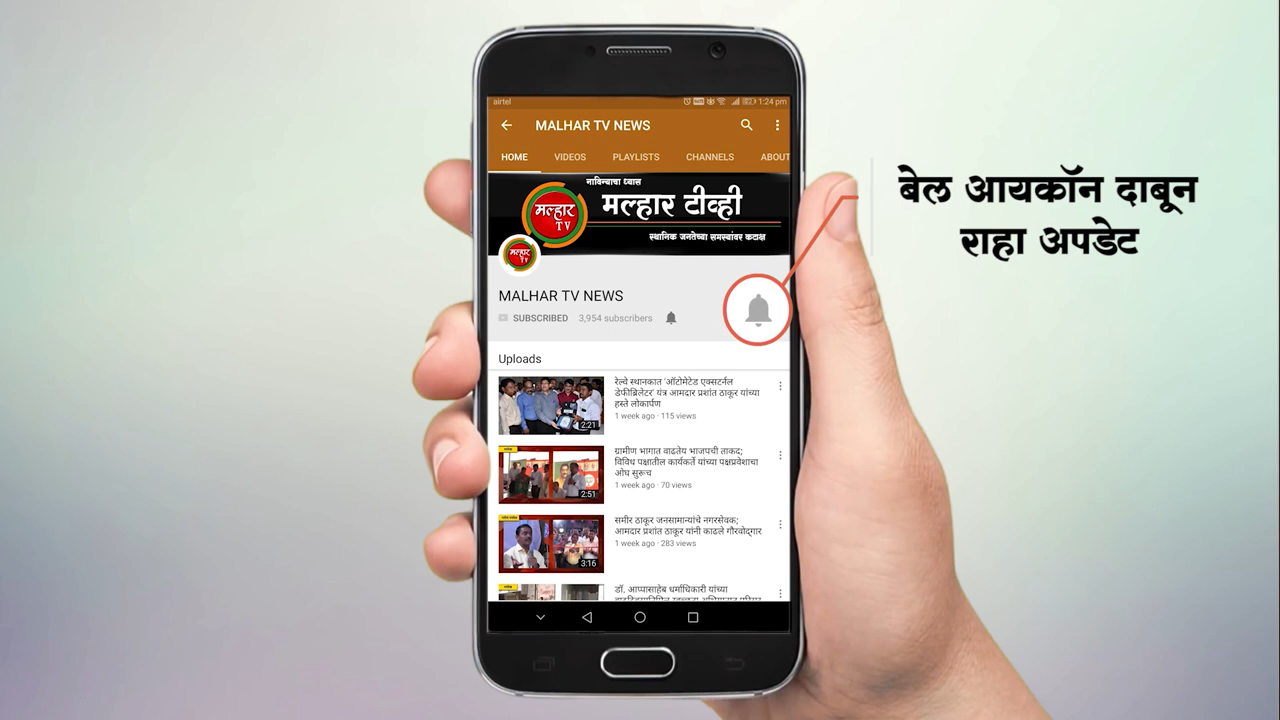 airtel
1:24 pm
MALHAR TV NEWS
HOME VIDEOS PLAYLISTS CHANNELS ABOUT
नाविन्याचा ध्यास
मल्हार टीव्ही
मल्हार
TV
स्थानिक जनतेच्या समस्यांवर कटाक्ष
मल्हार
TV
MALHAR TV NEWS
SUBSCRIBED 3,954 subscribers
Uploads
रेल्वे स्थानकात 'ऑटोमेटेड एक्सटर्नल
डेफीब्रिलेटर' यंत्र आमदार प्रशांत ठाकूर यांच्या
हस्ते लोकार्पण
1 week ago · 115 views
2:21
ग्रामीण भागात वाढतेय भाजपची ताकद;
विविध पक्षातील कार्यकर्ते यांच्या पक्षप्रवेशाचा
ओघ सुरूच
1 week ago · 70 views
2:51
समीर ठाकूर जनसामान्यांचे नगरसेवक;
आमदार प्रशांत ठाकूर यांनी काढले गौरवोद्गार
1 week ago · 283 views
3:16
डॉ. आप्पासाहेब धर्माधिकारी यांच्या
बेल आयकॉन दाबून
राहा अपडेट